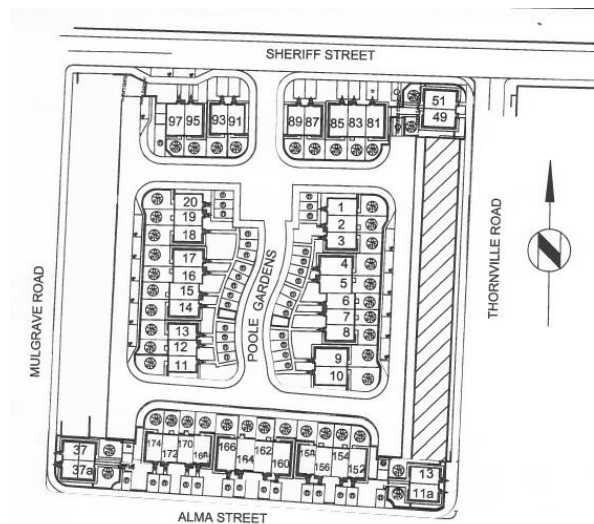 SHERIFF STREET
97 95 93 91 89 87 85 83 81 51
49
20 1
19 2
18 3
17 4
16 5
15 6
14 7
13 8
12 9
11 10
POOLE GARDENS
MULGRAVE ROAD
THORNVILLE ROAD
174 172 170 168 166 164 162 160 158 156 154 152
37 13
37a 11a
ALMA STREET